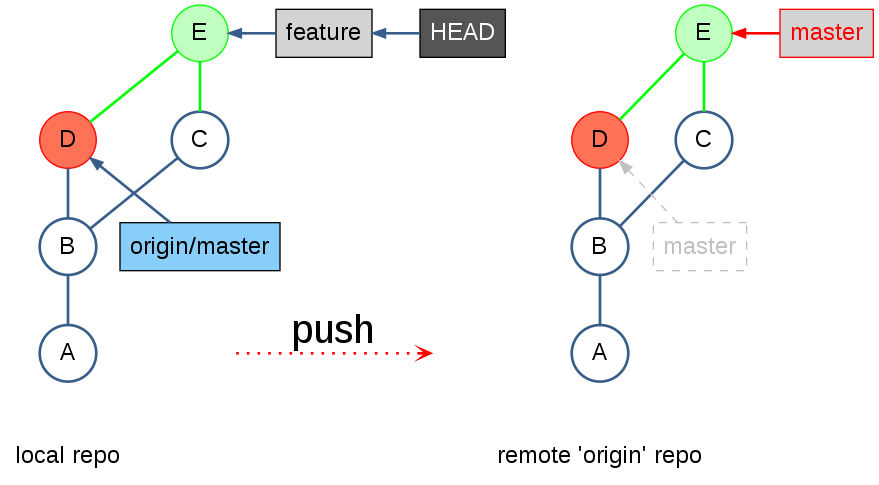 E
feature
HEAD
D
C
B
origin/master
A
push
local repo
E
master
D
C
B
master
A
remote 'origin' repo